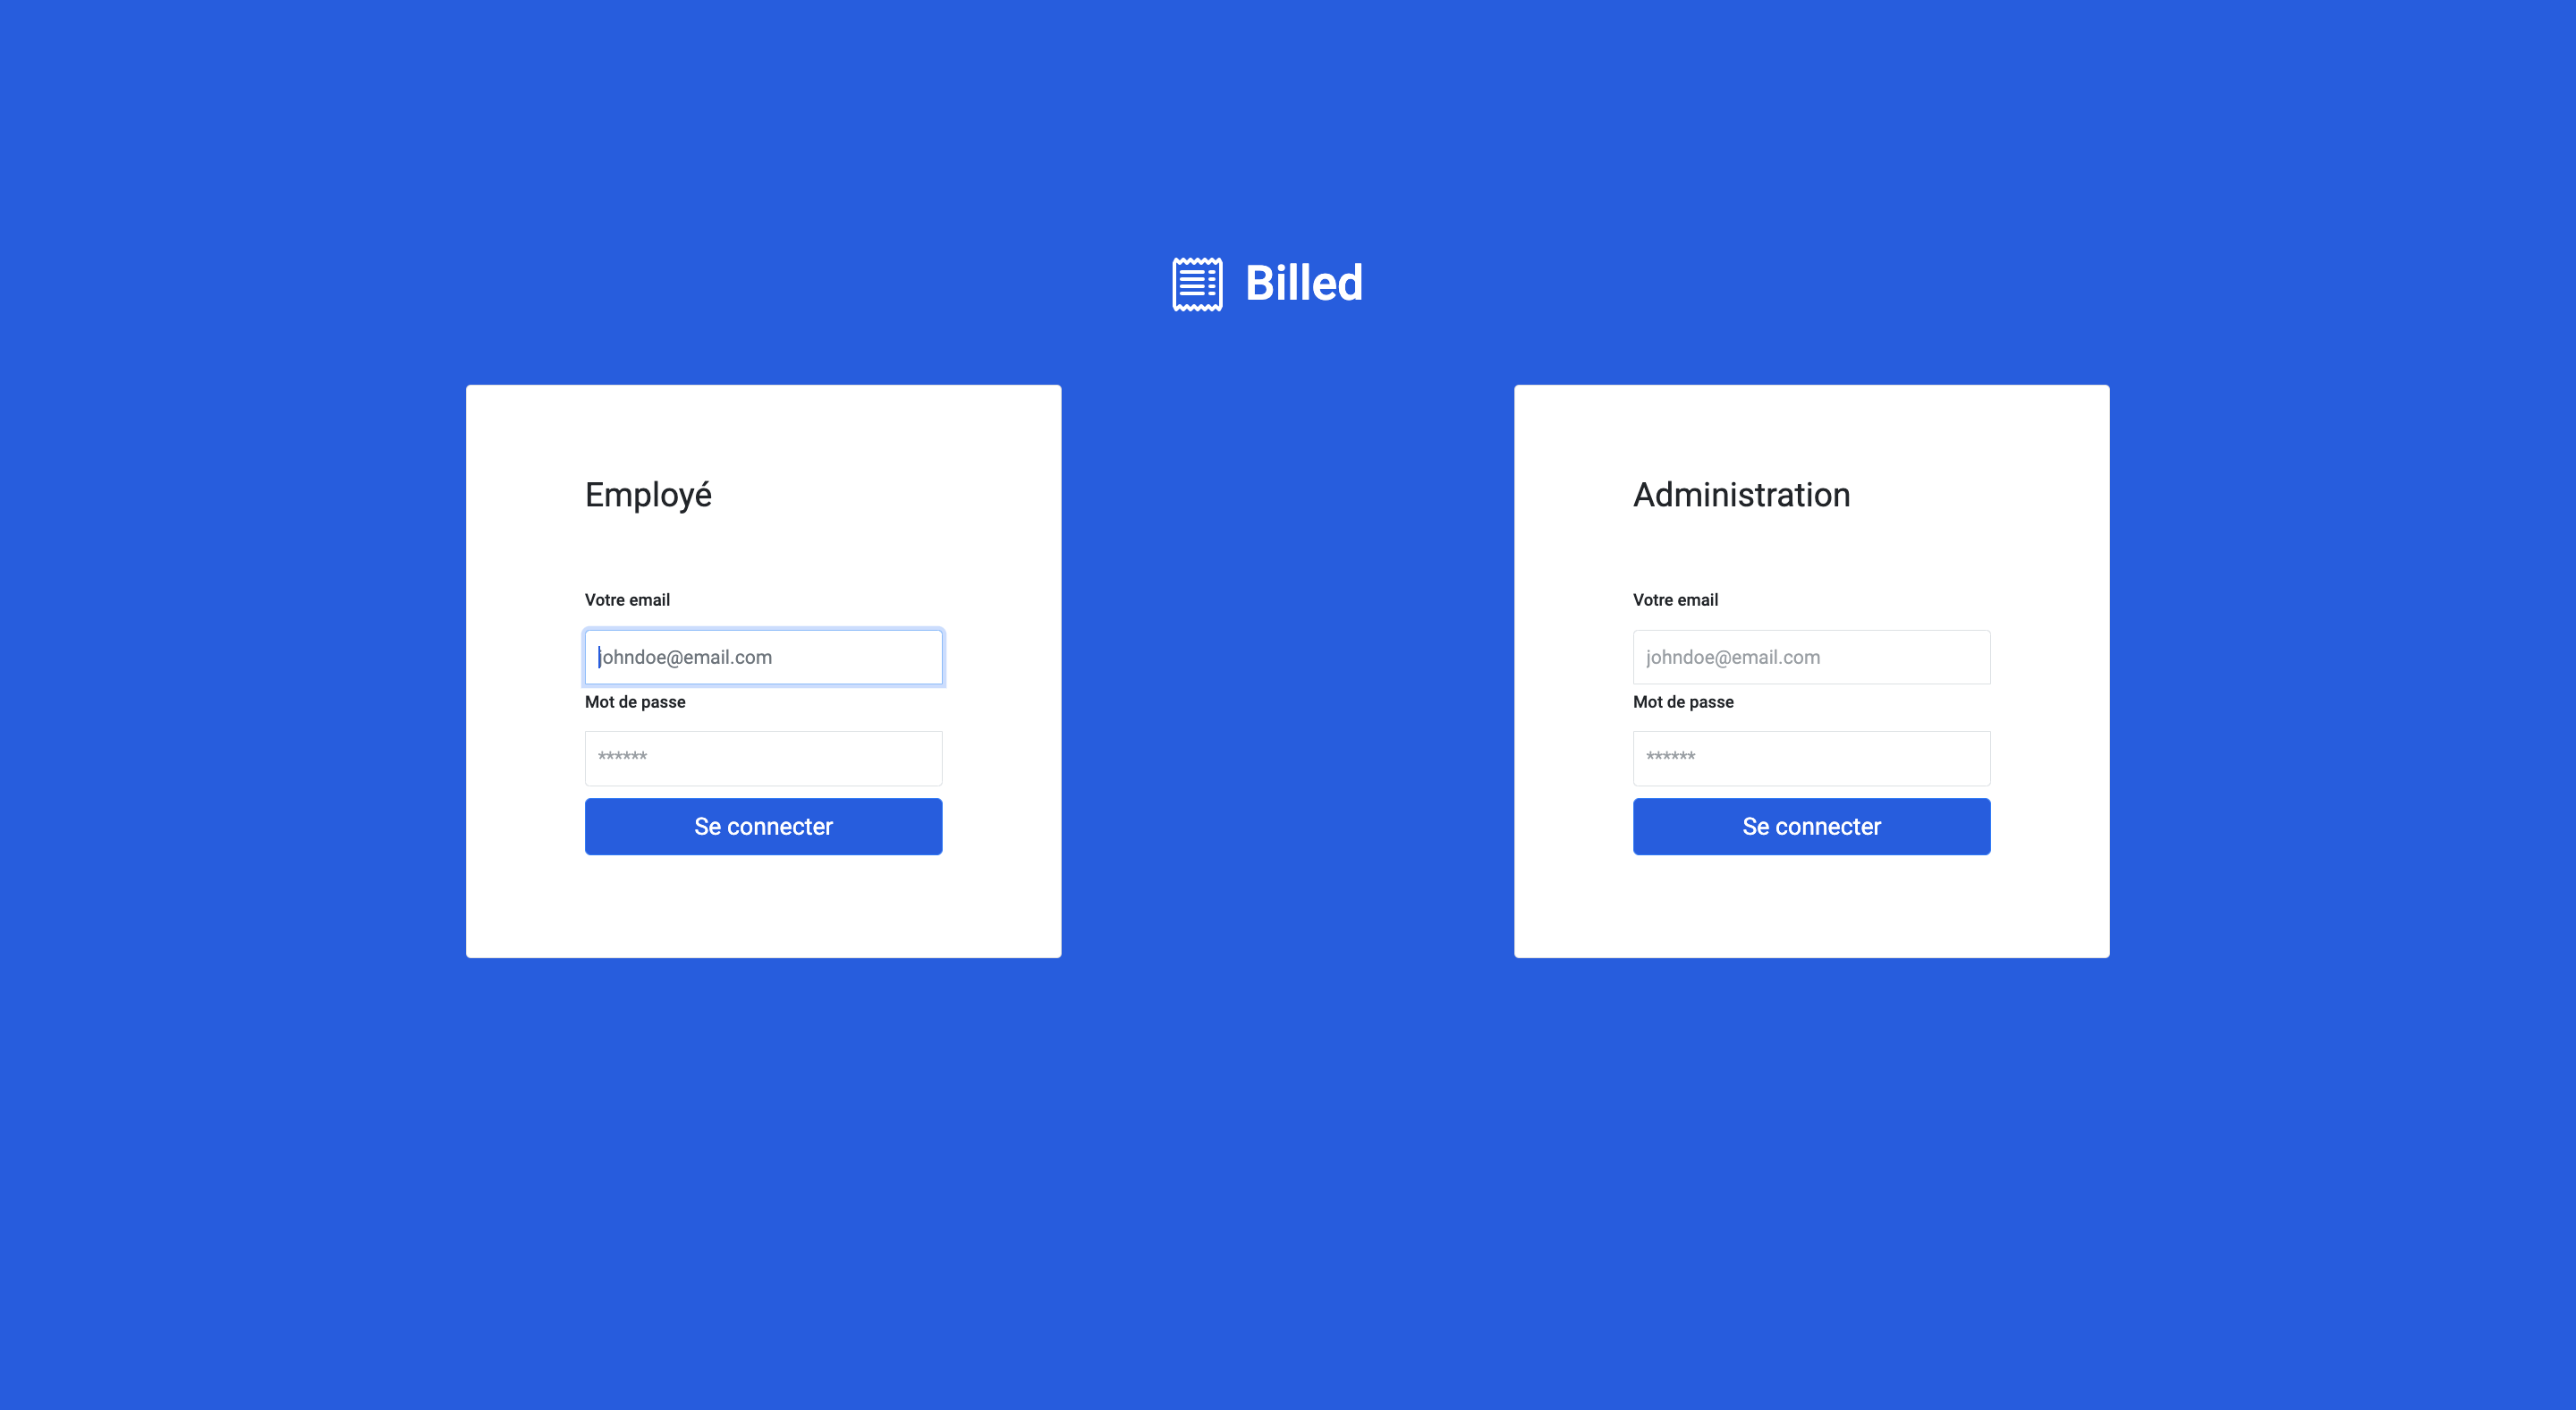 Billed
Employé
Votre email
johndoe@email.com
Mot de passe
******
Se connecter
Administration
Votre email
johndoe@email.com
Mot de passe
******
Se connecter